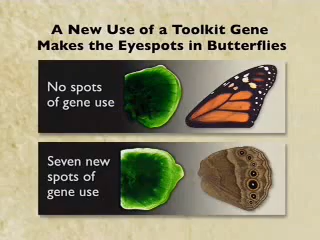 A New Use of a Toolkit Gene
Makes the Eyespots in Butterflies
No spots
of gene use
Seven new
spots of
gene use